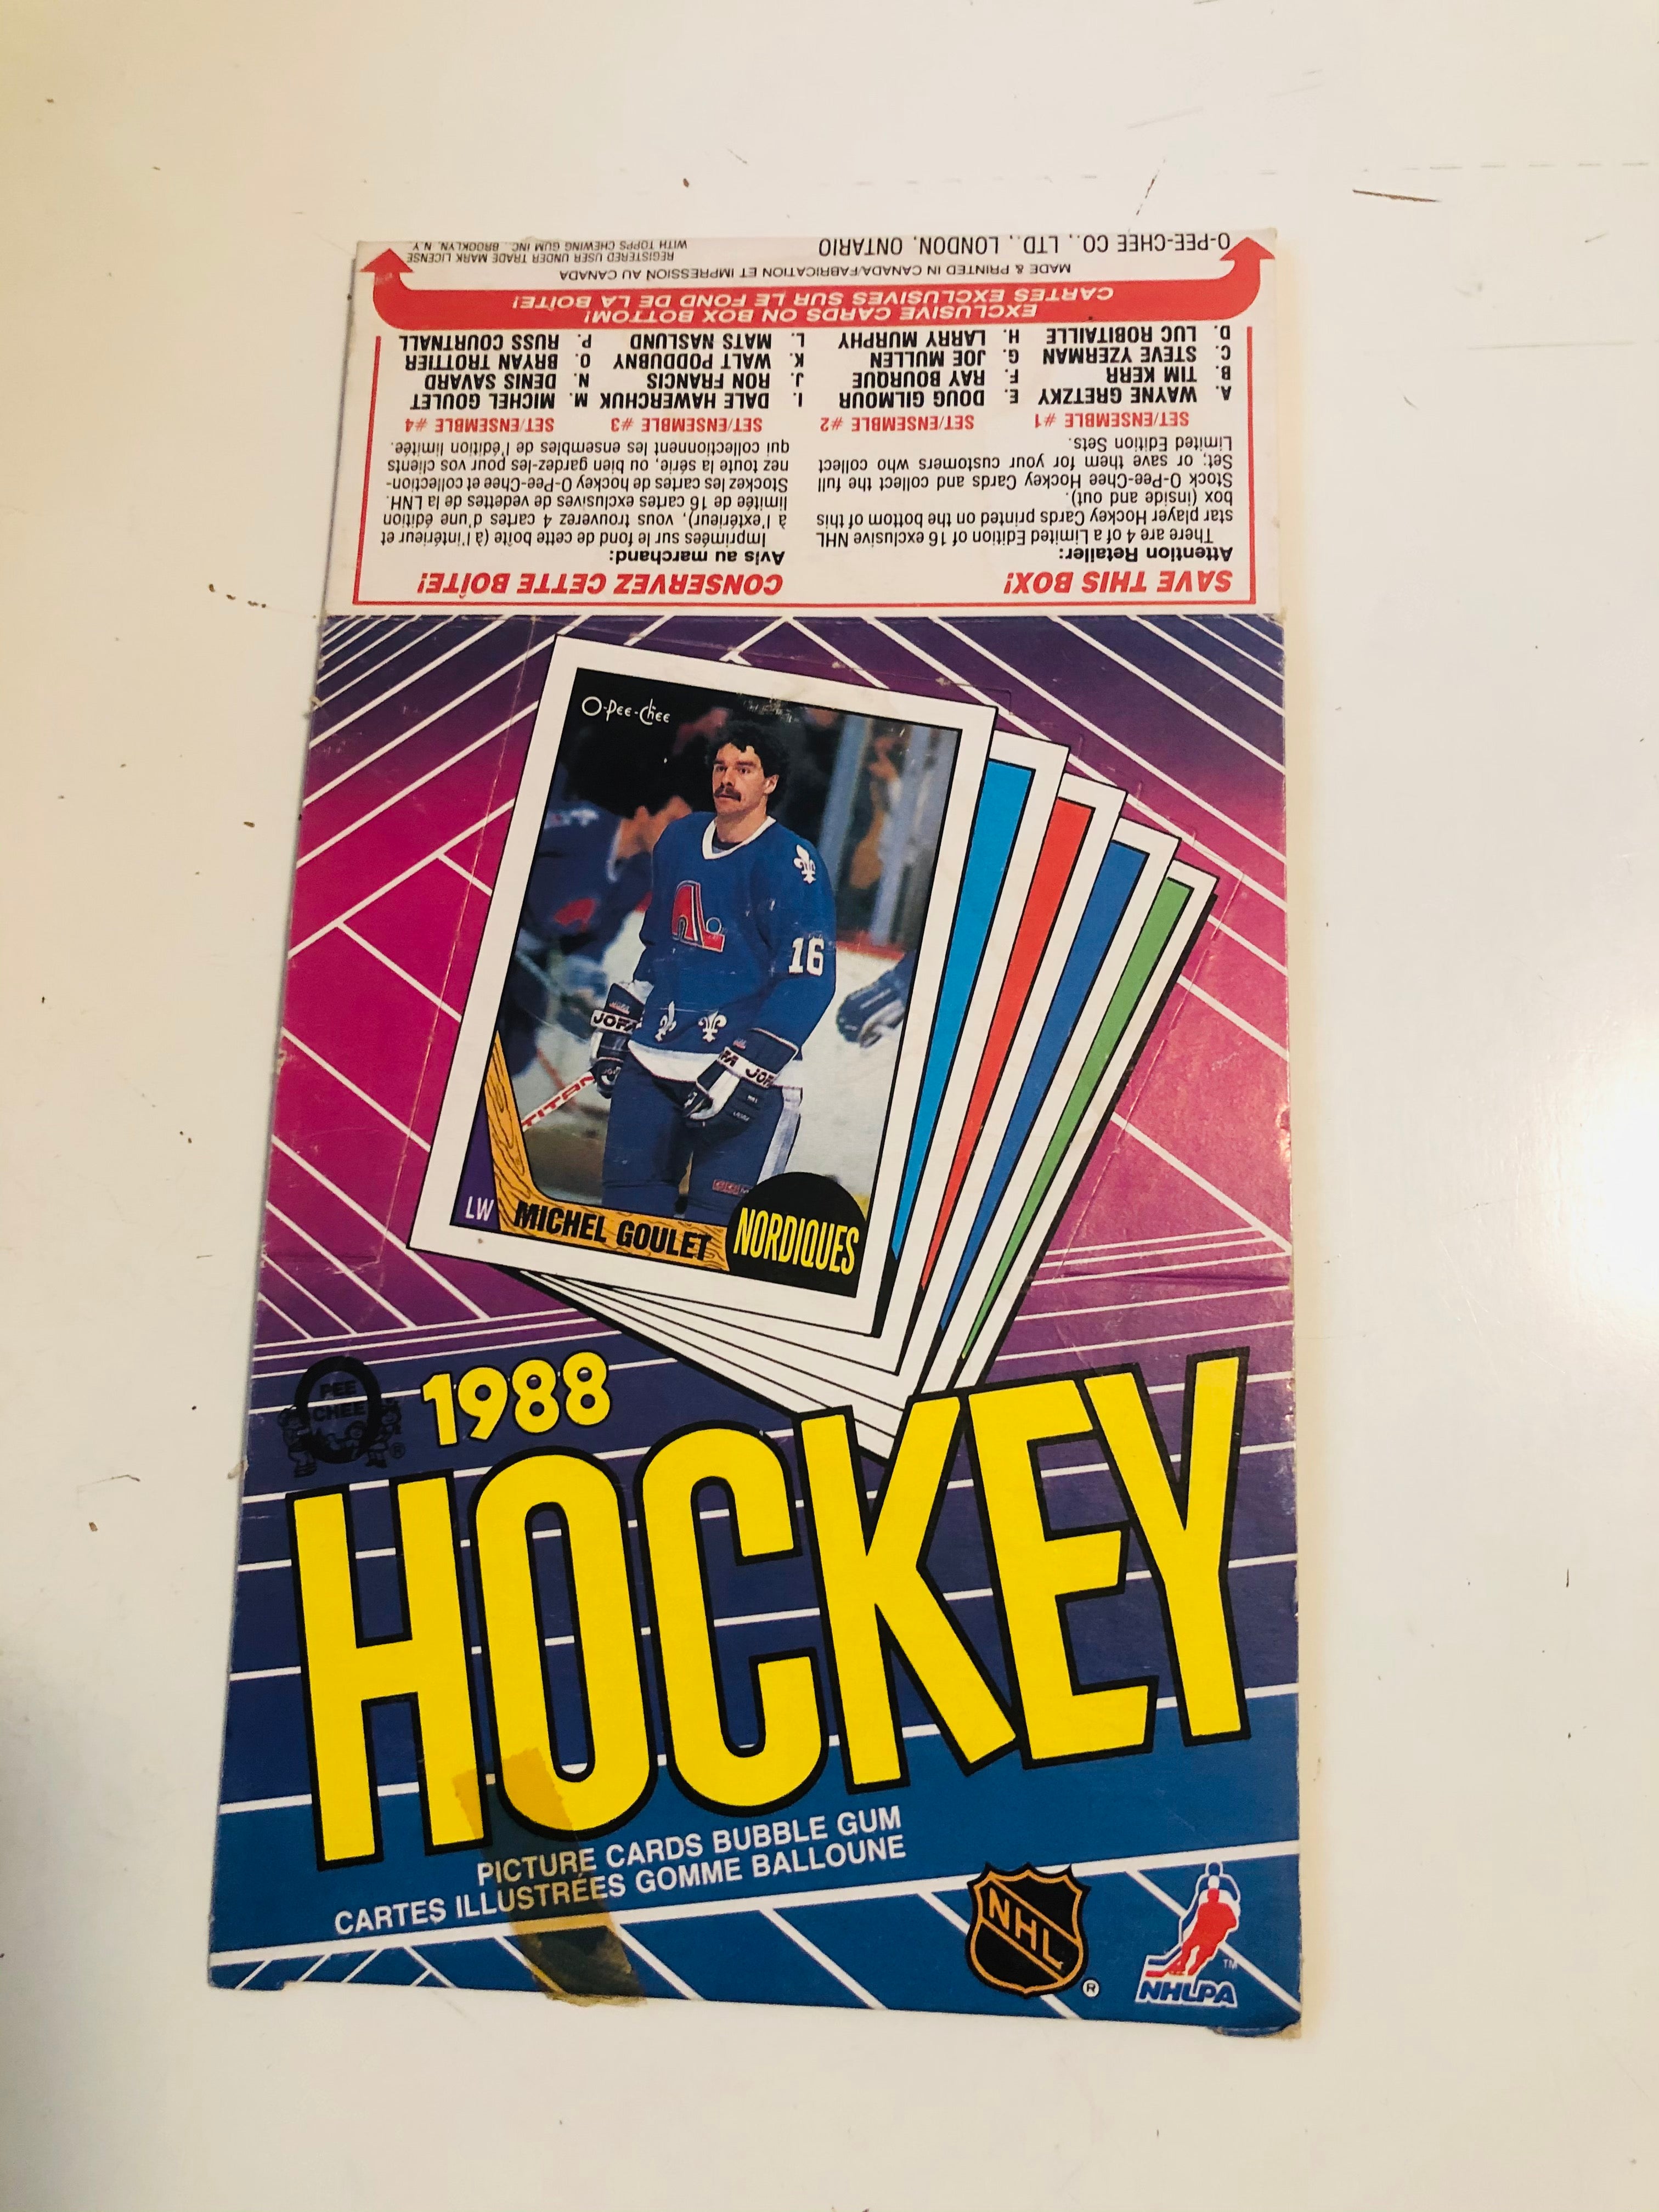 SAVE THIS BOX!
Attention Retailer:
There are 4 of a Limited Edition of 16 exclusive NHL
star player Hockey Cards printed on the bottom of this
box (inside and out).
Stock O-Pee-Chee Hockey Cards and collect the full
Set; or save them for your customers who collect
Limited Edition Sets.
CONSERVEZ CETTE BOÎTE!
Avis au marchand:
Imprimées sur le fond de cette boîte (à l'intérieur et
à l'extérieur), vous trouverez 4 cartes d'une édition
limitée de 16 cartes exclusives de vedettes de la LNH.
Stockez les cartes de hockey O-Pee-Chee et collection-
nez toute la série, ou bien gardez-les pour vos clients
qui collectionnent les ensembles de l'édition limitée.
SET/ENSEMBLE #1
A. WAYNE GRETZKY
B. TIM KERR
C. STEVE YZERMAN
D. LUC ROBITAILLE
SET/ENSEMBLE #2
E. DOUG GILMOUR
F. RAY BOURQUE
G. JOE MULLEN
H. LARRY MURPHY
SET/ENSEMBLE #3
I. DALE HAWERCHUK
J. RON FRANCIS
K. WALT PODDUBNY
L. MATS NASLUND
SET/ENSEMBLE #4
M. MICHEL GOULET
N. DENIS SAVARD
O. BRYAN TROTTIER
P. RUSS COURTNALL
EXCLUSIVE CARDS ON BOX BOTTOM!
CARTES EXCLUSIVES SUR LE FOND DE LA BOÎTE!
MADE & PRINTED IN CANADA/FABRICATION ET IMPRESSION AU CANADA
O-PEE-CHEE CO., LTD., LONDON, ONTARIO
REGISTERED USER UNDER TRADE MARK LICENSE
WITH TOPPS CHEWING GUM INC., BROOKLYN, N.Y.
O-Pee-Chee
16
JOFA
JOFA
TITAN
LW
MICHEL GOULET
NORDIQUES
O
PEE
CHEE
®
1988
HOCKEY
PICTURE CARDS BUBBLE GUM
CARTES ILLUSTRÉES GOMME BALLOUNE
NHL
®
TM
NHLPA